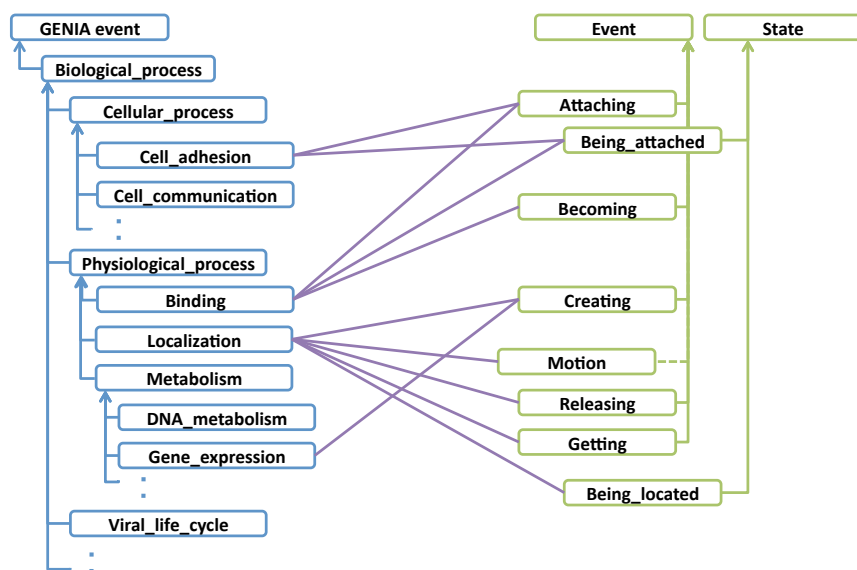 GENIA event
Biological_process
Cellular_process
Cell_adhesion
Cell_communication
Physiological_process
Binding
Localization
Metabolism
DNA_metabolism
Gene_expression
Viral_life_cycle
Event
State
Attaching
Being_attached
Becoming
Creating
Motion
Releasing
Getting
Being_located